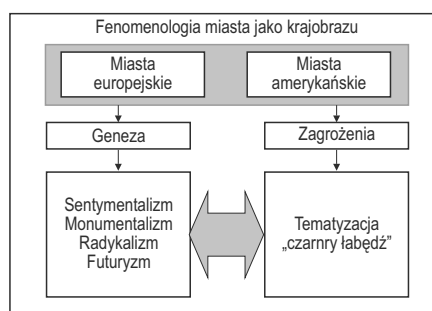 Fenomenologia miasta jako krajobrazu
Miasta
europejskie
Miasta
amerykańskie
Geneza
Zagrożenia
Sentymentalizm
Monumentalizm
Radykalizm
Futuryzm
Tematyzacja
„czarnry łabędź”